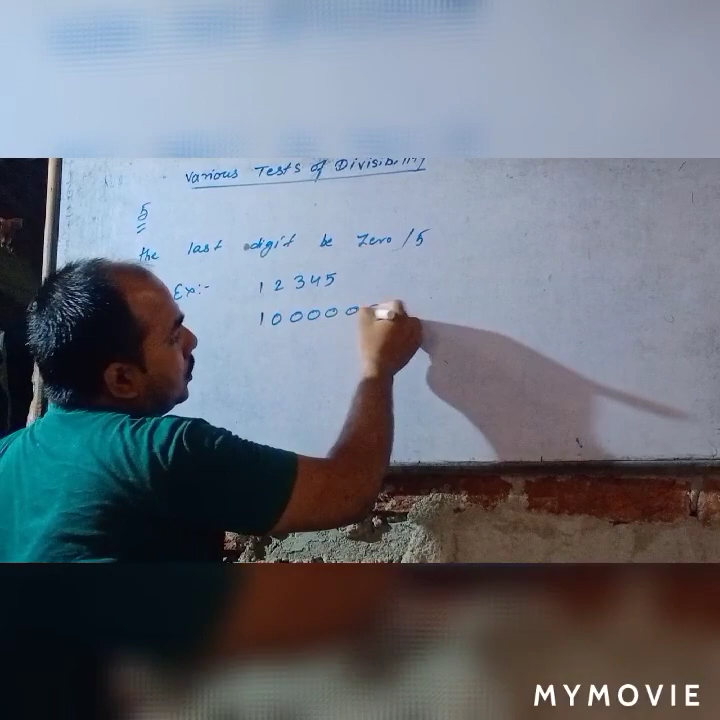 Various Tests of Divisibility
5
the last digit be zero / 5
Ex:- 12345
100000
MYMOVIE